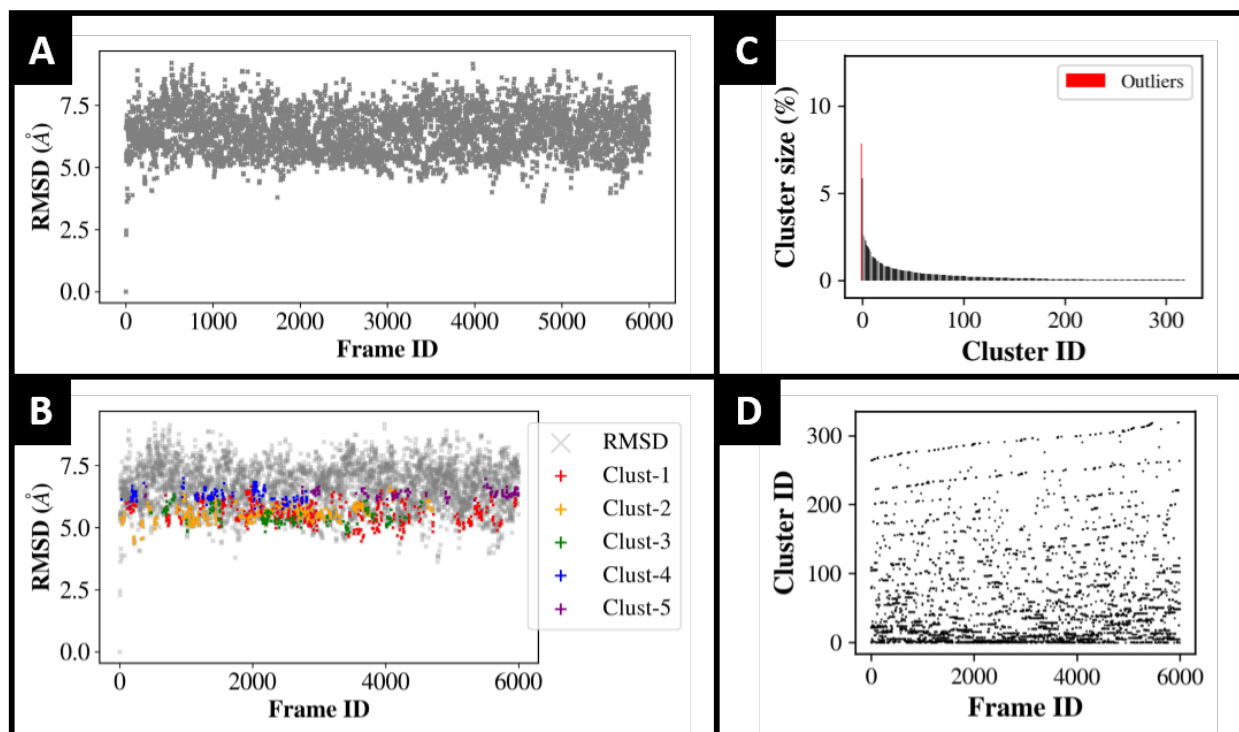 A
RMSD (Å)
7.5
5.0
2.5
0.0
0 1000 2000 3000 4000 5000 6000
Frame ID
C
Cluster size (%)
10
5
0
Outliers
0 100 200 300
Cluster ID
B
RMSD (Å)
7.5
5.0
2.5
0.0
0 2000 4000 6000
Frame ID
RMSD
Clust-1
Clust-2
Clust-3
Clust-4
Clust-5
D
Cluster ID
300
200
100
0
0 2000 4000 6000
Frame ID